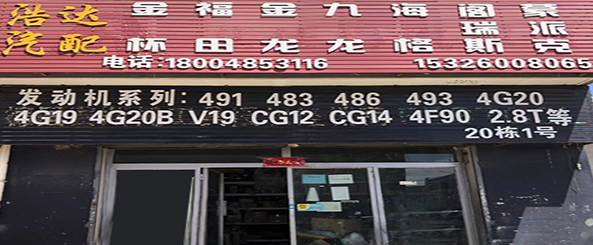 浩达
汽配
金福金九海阁蒙
瑞派
杯田龙龙格斯克
电话:18004853116 15326008065
发动机系列: 491 483 486 493 4G20
4G19 4G20B V19 CG12 CG14 4F90 2.8T等
20栋1号